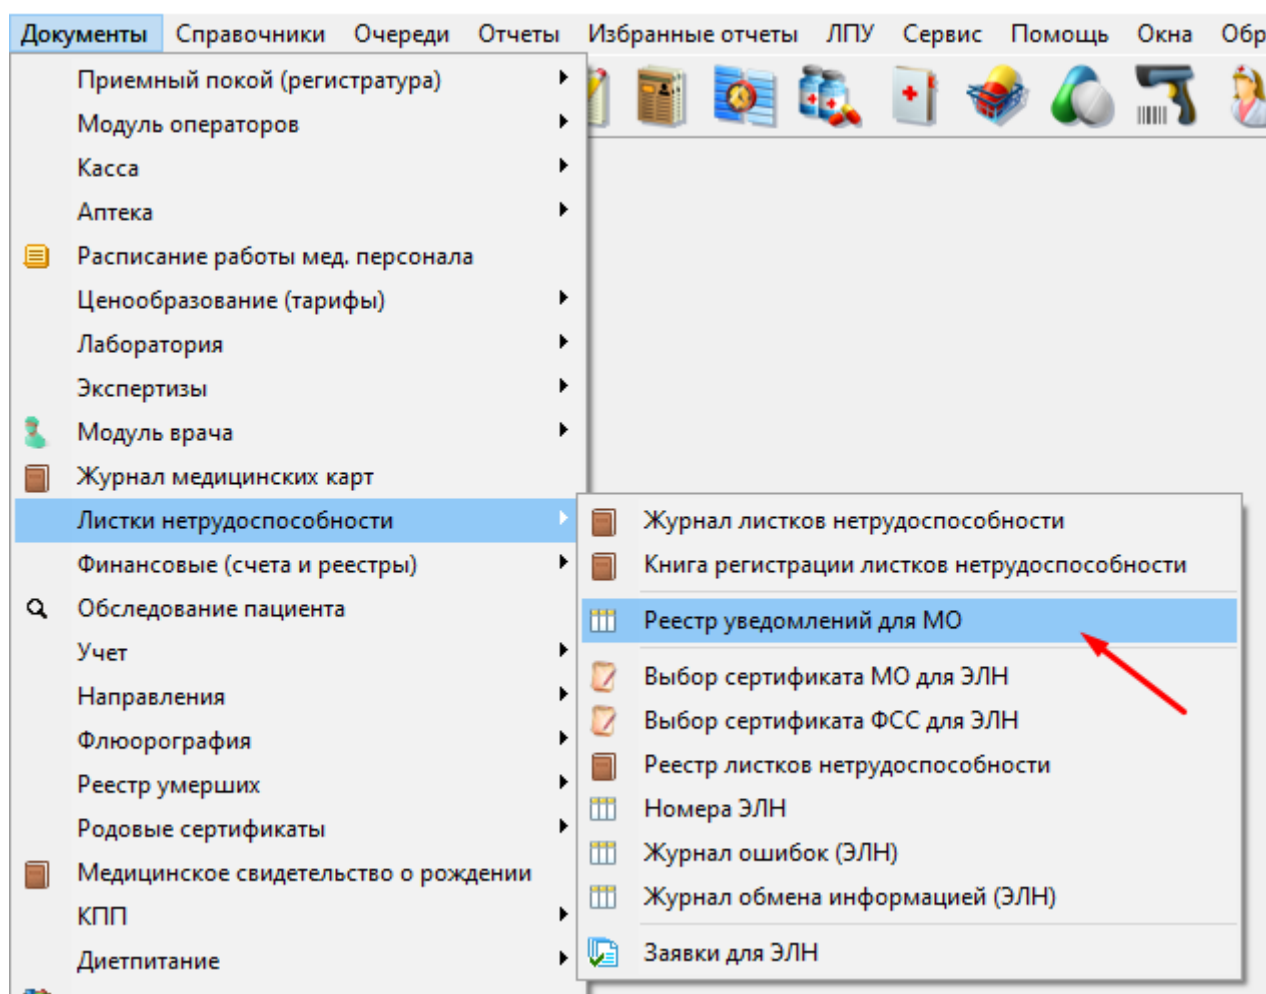 Документы Справочники Очереди Отчеты Избранные отчеты ЛПУ Сервис Помощь Окна Обр
Приемный покой (регистратура)
Модуль операторов
Касса
Аптека
Расписание работы мед. персонала
Ценообразование (тарифы)
Лаборатория
Экспертизы
Модуль врача
Журнал медицинских карт
Листки нетрудоспособности
Финансовые (счета и реестры)
Обследование пациента
Учет
Направления
Флюорография
Реестр умерших
Родовые сертификаты
Медицинское свидетельство о рождении
КПП
Диетпитание
Журнал листков нетрудоспособности
Книга регистрации листков нетрудоспособности
Реестр уведомлений для МО
Выбор сертификата МО для ЭЛН
Выбор сертификата ФСС для ЭЛН
Реестр листков нетрудоспособности
Номера ЭЛН
Журнал ошибок (ЭЛН)
Журнал обмена информацией (ЭЛН)
Заявки для ЭЛН